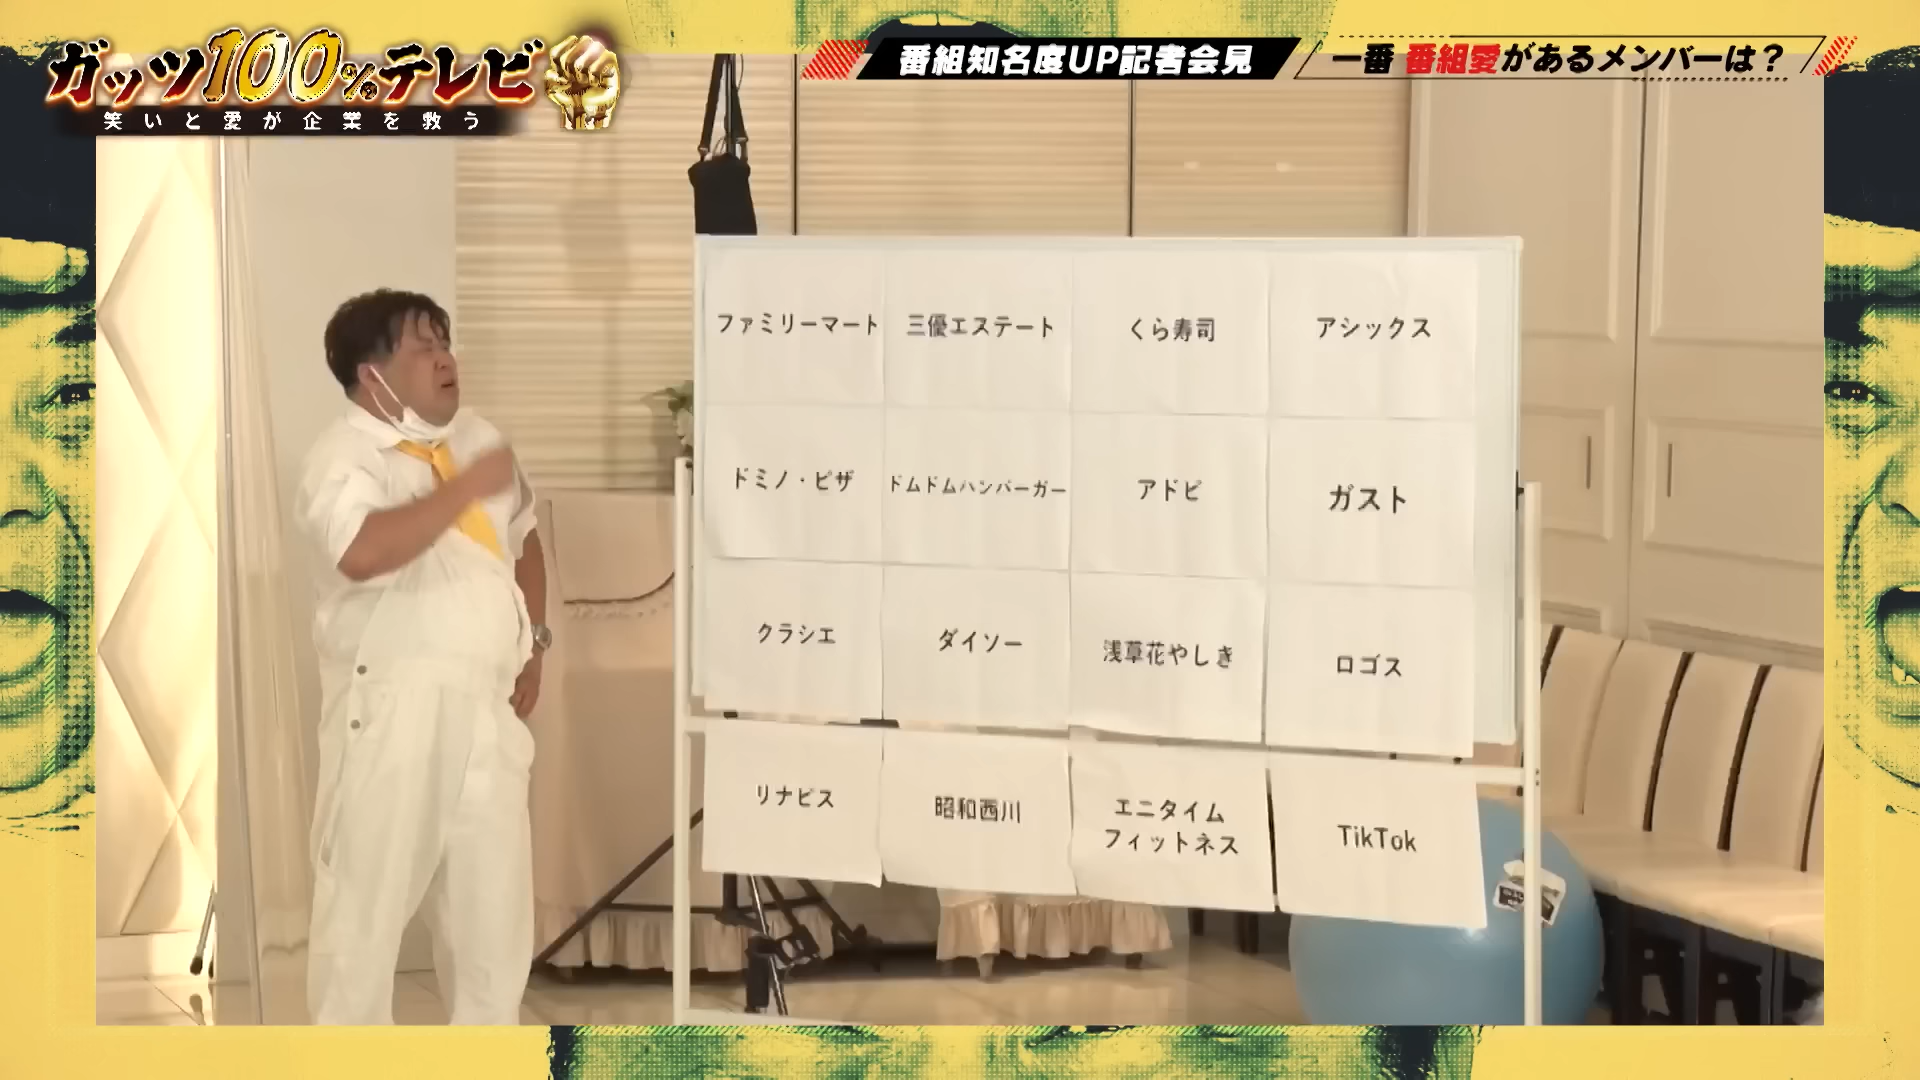 ガッツ100%テレビ
笑いと愛が企業を救う
番組知名度UP記者会見
一番 番組愛があるメンバーは？
ファミリーマート
三優エステート
くら寿司
アシックス
ドミノ・ピザ
ドムドムハンバーガー
アドビ
ガスト
クラシエ
ダイソー
浅草花やしき
ロゴス
リナビス
昭和西川
エニタイム
フィットネス
TikTok